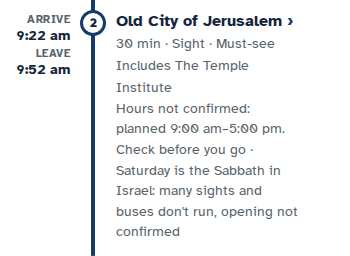 ARRIVE
9:22 am
LEAVE
9:52 am
2
Old City of Jerusalem ›
30 min · Sight · Must-see
Includes The Temple
Institute
Hours not confirmed:
planned 9:00 am–5:00 pm.
Check before you go ·
Saturday is the Sabbath in
Israel: many sights and
buses don't run, opening not
confirmed